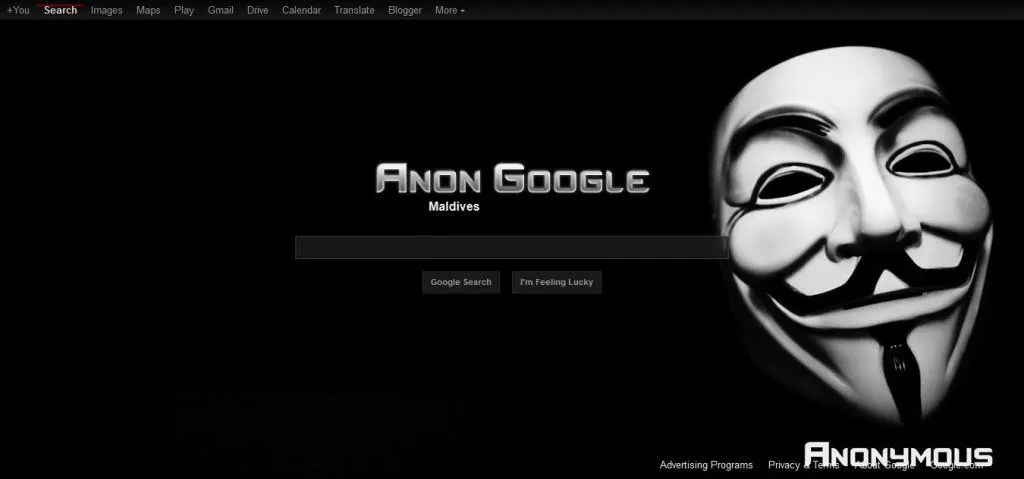 +You Search Images Maps Play Gmail Drive Calendar Translate Blogger More
Anon Google
Maldives
Google Search I'm Feeling Lucky
Anonymous
Advertising Programs Privacy & Terms About Google Google.com